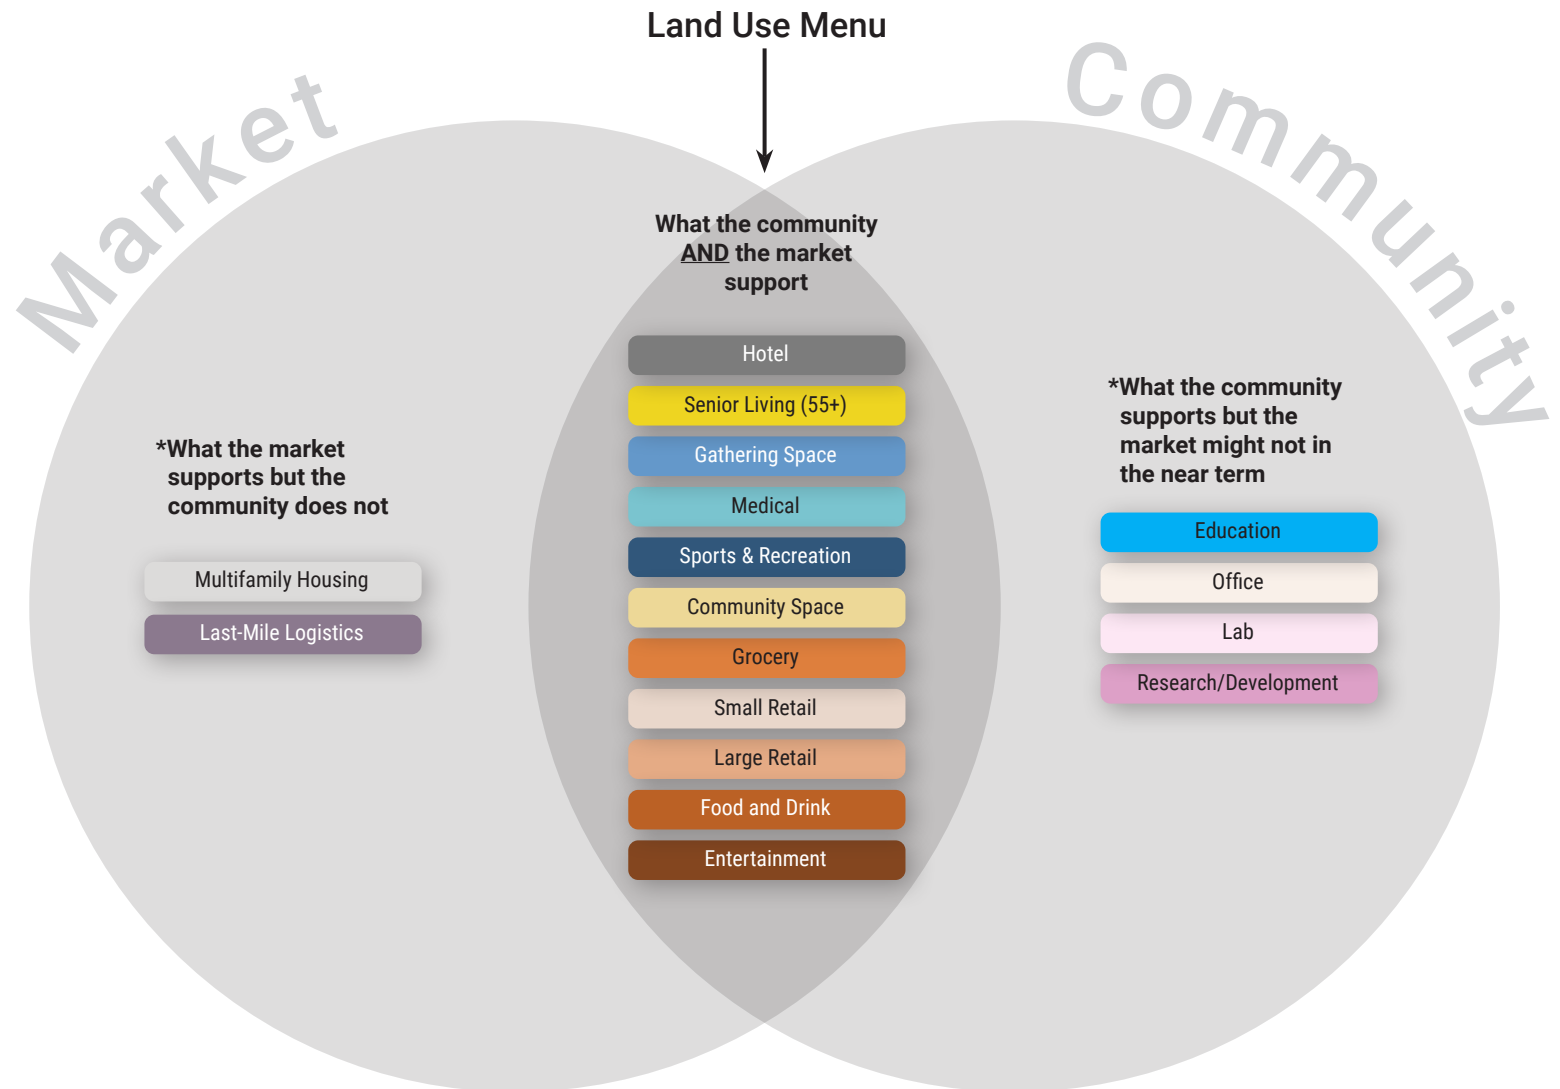 Land Use Menu
Market
Community
What the community
AND the market
support
Hotel
Senior Living (55+)
Gathering Space
Medical
Sports & Recreation
Community Space
Grocery
Small Retail
Large Retail
Food and Drink
Entertainment
*What the market
supports but the
community does not
Multifamily Housing
Last-Mile Logistics
*What the community
supports but the
market might not in
the near term
Education
Office
Lab
Research/Development